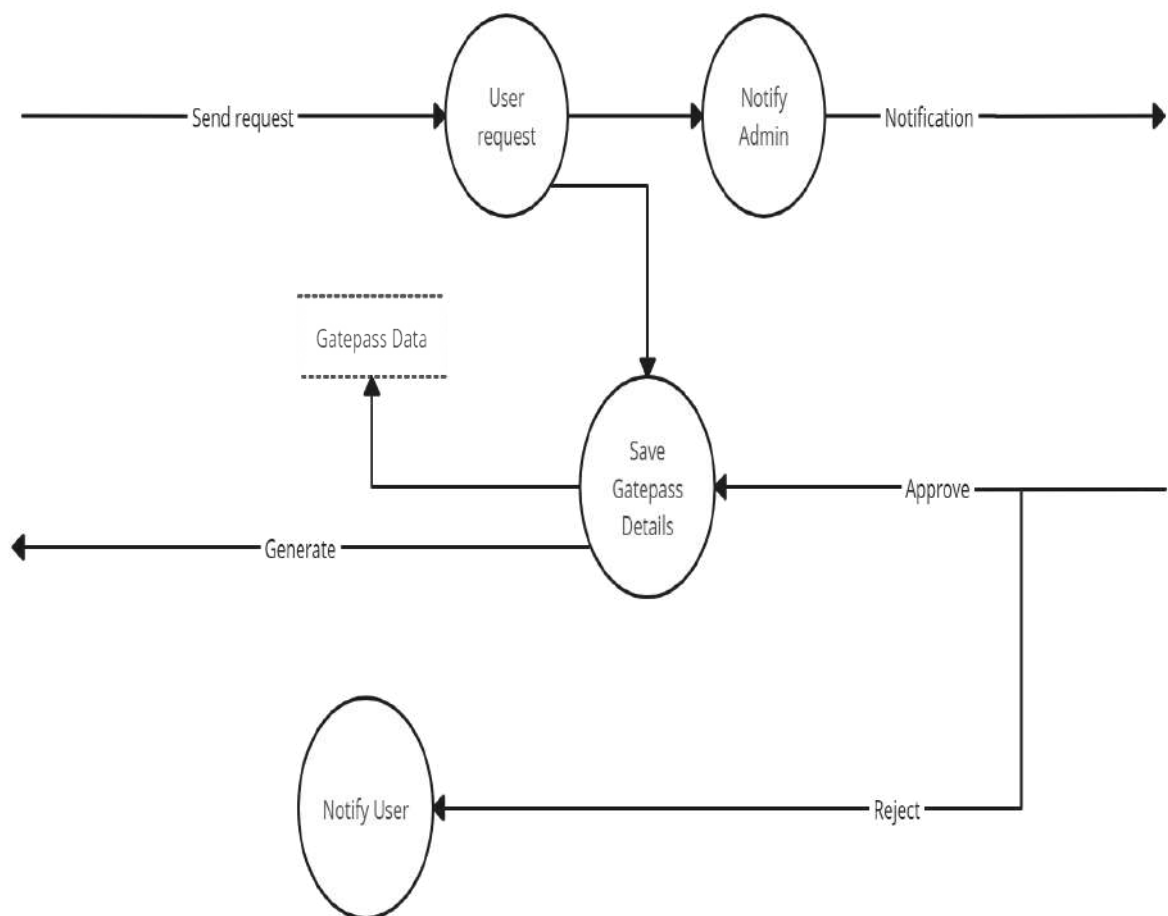 Send request
User
request
Notify
Admin
Notification
Gatepass Data
Save
Gatepass
Details
Approve
Generate
Notify User
Reject